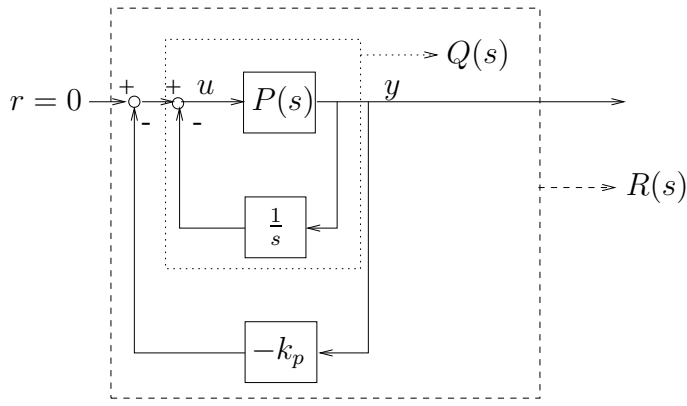 Q(s)
+ + u P(s) y
r = 0
- -
R(s)
1/s
−k_p